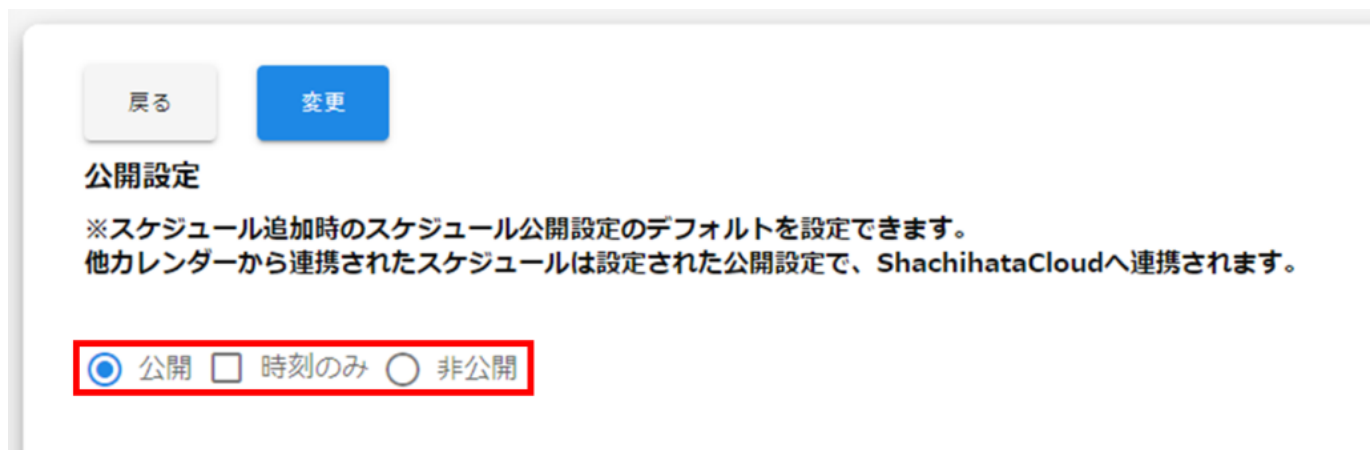 戻る 変更
公開設定
※スケジュール追加時のスケジュール公開設定のデフォルトを設定できます。
他カレンダーから連携されたスケジュールは設定された公開設定で、ShachihataCloudへ連携されます。
公開 時刻のみ 非公開